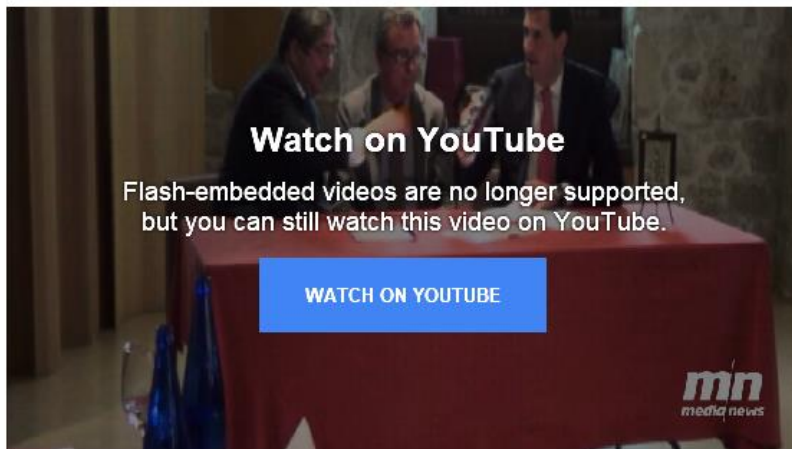 Watch on YouTube
Flash-embedded videos are no longer supported,
but you can still watch this video on YouTube.
WATCH ON YOUTUBE
mn
media news